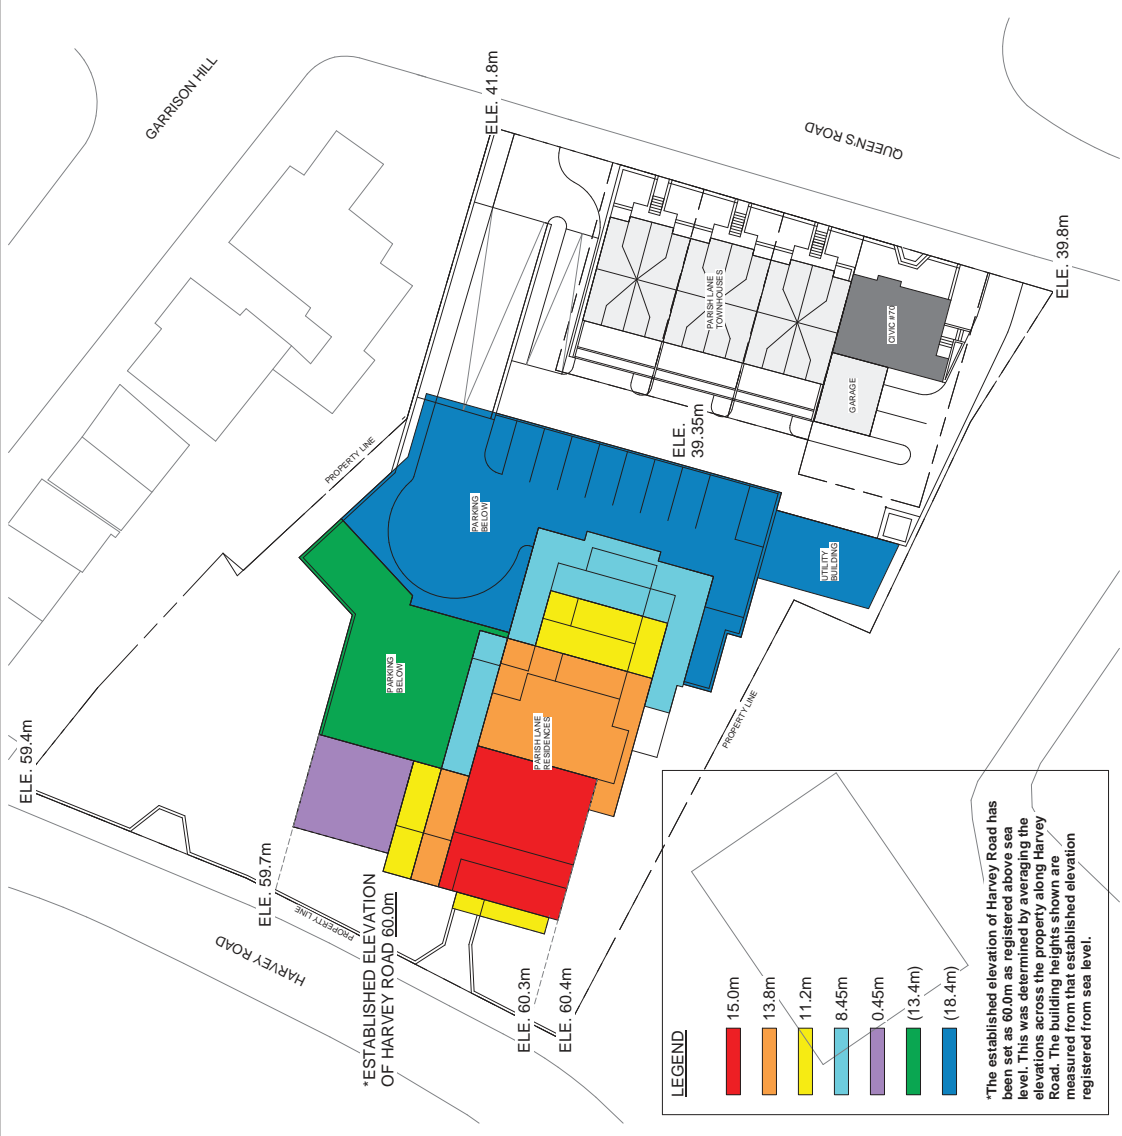 GARRISON HILL
ELE. 41.8m
QUEEN'S ROAD
ELE. 39.8m
PARISH LANE
TOWNHOUSES
CIVIC #70
GARAGE
ELE.
39.35m
PROPERTY LINE
PARKING
BELOW
UTILITY
BUILDING
PARKING
BELOW
PARISH LANE
RESIDENCES
PROPERTY LINE
ELE. 59.4m
ELE. 59.7m
PROPERTY LINE
HARVEY ROAD
*ESTABLISHED ELEVATION
OF HARVEY ROAD 60.0m
ELE. 60.3m
ELE. 60.4m
LEGEND
15.0m
13.8m
11.2m
8.45m
0.45m
(13.4m)
(18.4m)
*The established elevation of Harvey Road has
been set as 60.0m as registered above sea
level. This was determined by averaging the
elevations across the property along Harvey
Road. The building heights shown are
measured from that established elevation
registered from sea level.